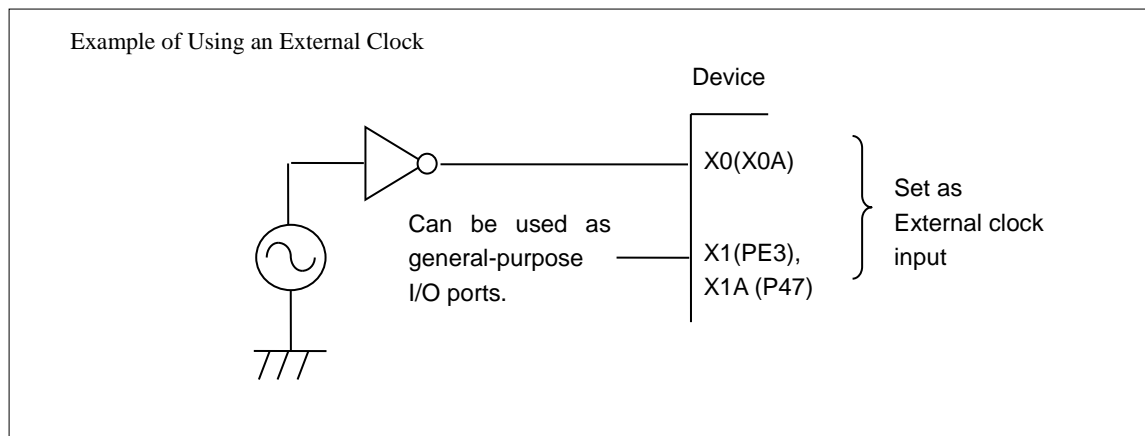 Example of Using an External Clock
Device
X0(X0A)
Can be used as
general-purpose
I/O ports.
X1(PE3),
X1A (P47)
Set as
External clock
input